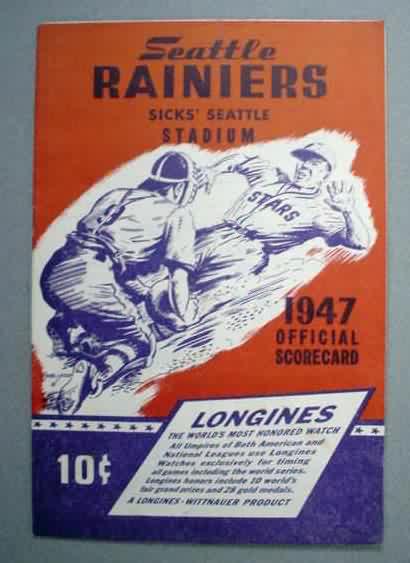 Seattle
RAINIERS
SICKS' SEATTLE
STADIUM
STARS
1947
OFFICIAL
SCORECARD
LONGINES
THE WORLD'S MOST HONORED WATCH
All Umpires of Both American and
National Leagues use Longines
Watches exclusively for timing
all games including the world series.
Longines honors include 10 world's
fair grand prizes and 28 gold medals.
A LONGINES - WITTNAUER PRODUCT
10¢